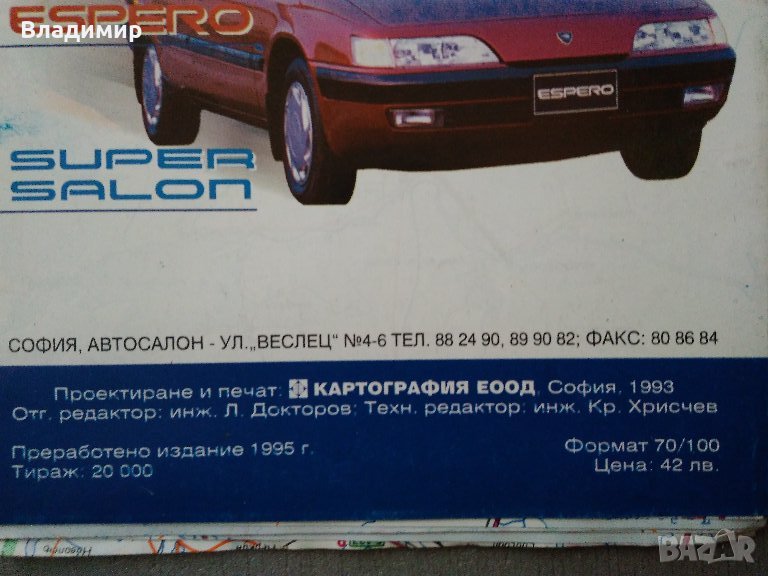 Владимир
ESPERO
ESPERO
SUPER
SALON
СОФИЯ, АВТОСАЛОН - УЛ.„ВЕСЛЕЦ" №4-6 ТЕЛ. 88 24 90, 89 90 82; ФАКС: 80 86 84
Проектиране и печат: КАРТОГРАФИЯ ЕООД, София, 1993
Отг. редактор: инж. Л. Докторов; Техн. редактор: инж. Кр. Хрисчев
Преработено издание 1995 г.
Формат 70/100
Тираж: 20 000
Цена: 42 лв.
BAZAR